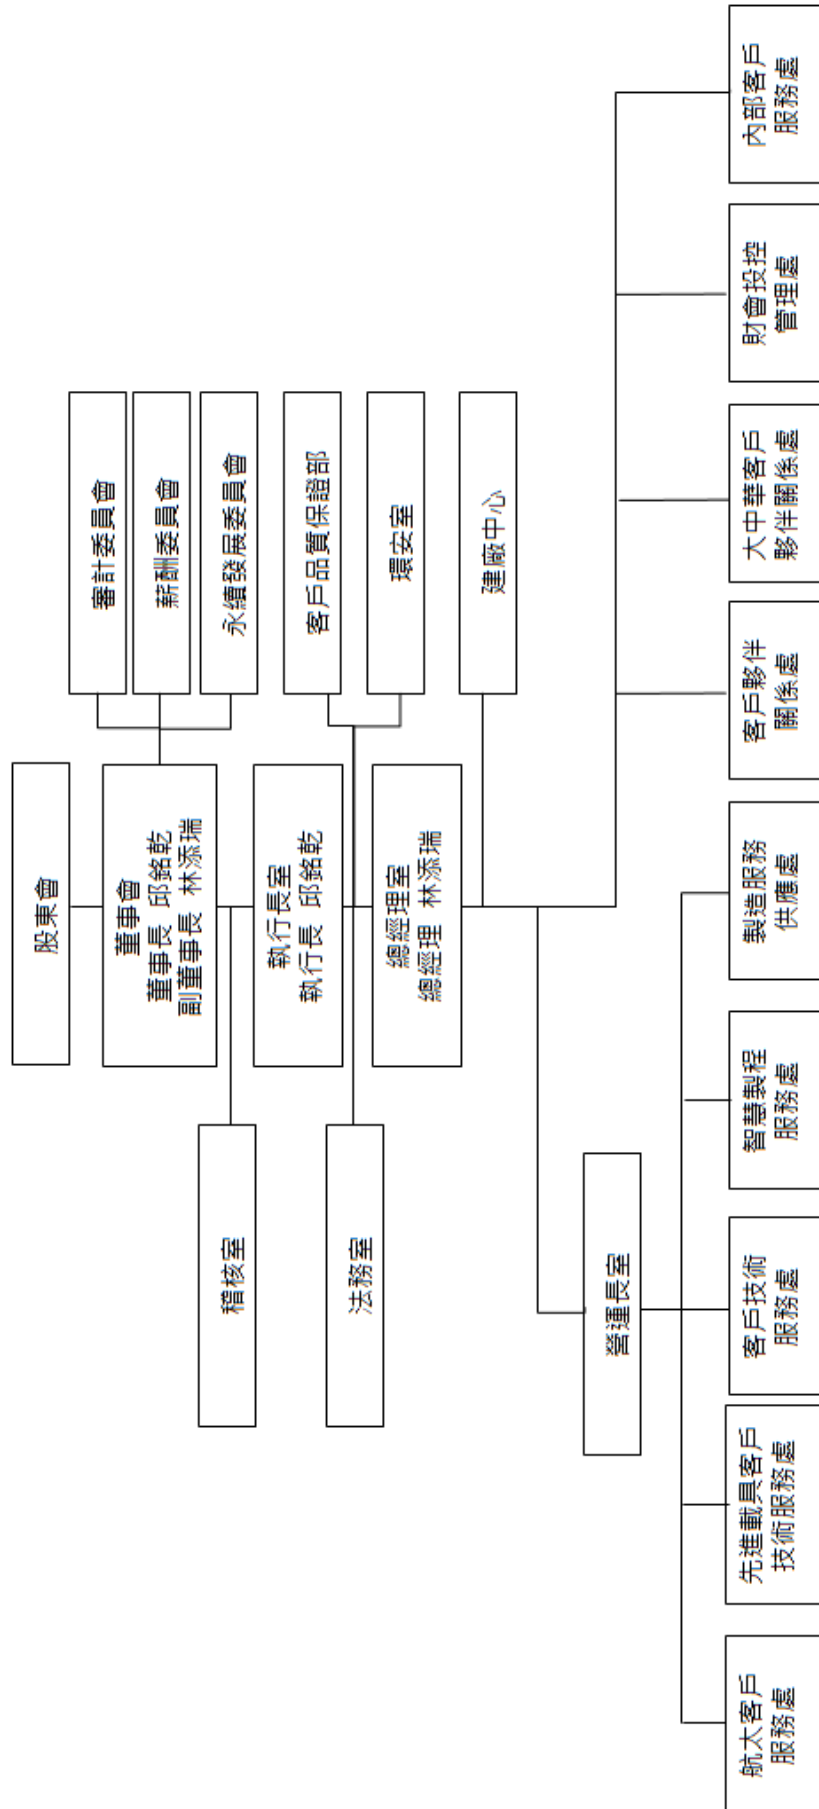 股東會
董事會
董事長 邱銘乾
副董事長 林添瑞
審計委員會
薪酬委員會
永續發展委員會
稽核室
執行長室
執行長 邱銘乾
客戶品質保證部
環安室
法務室
總經理室
總經理 林添瑞
建廠中心
營運長室
航太客戶
服務處
先進載具客戶
技術服務處
客戶技術
服務處
智慧製程
服務處
製造服務
供應處
客戶夥伴
關係處
大中華客戶
夥伴關係處
財會投控
管理處
內部客戶
服務處